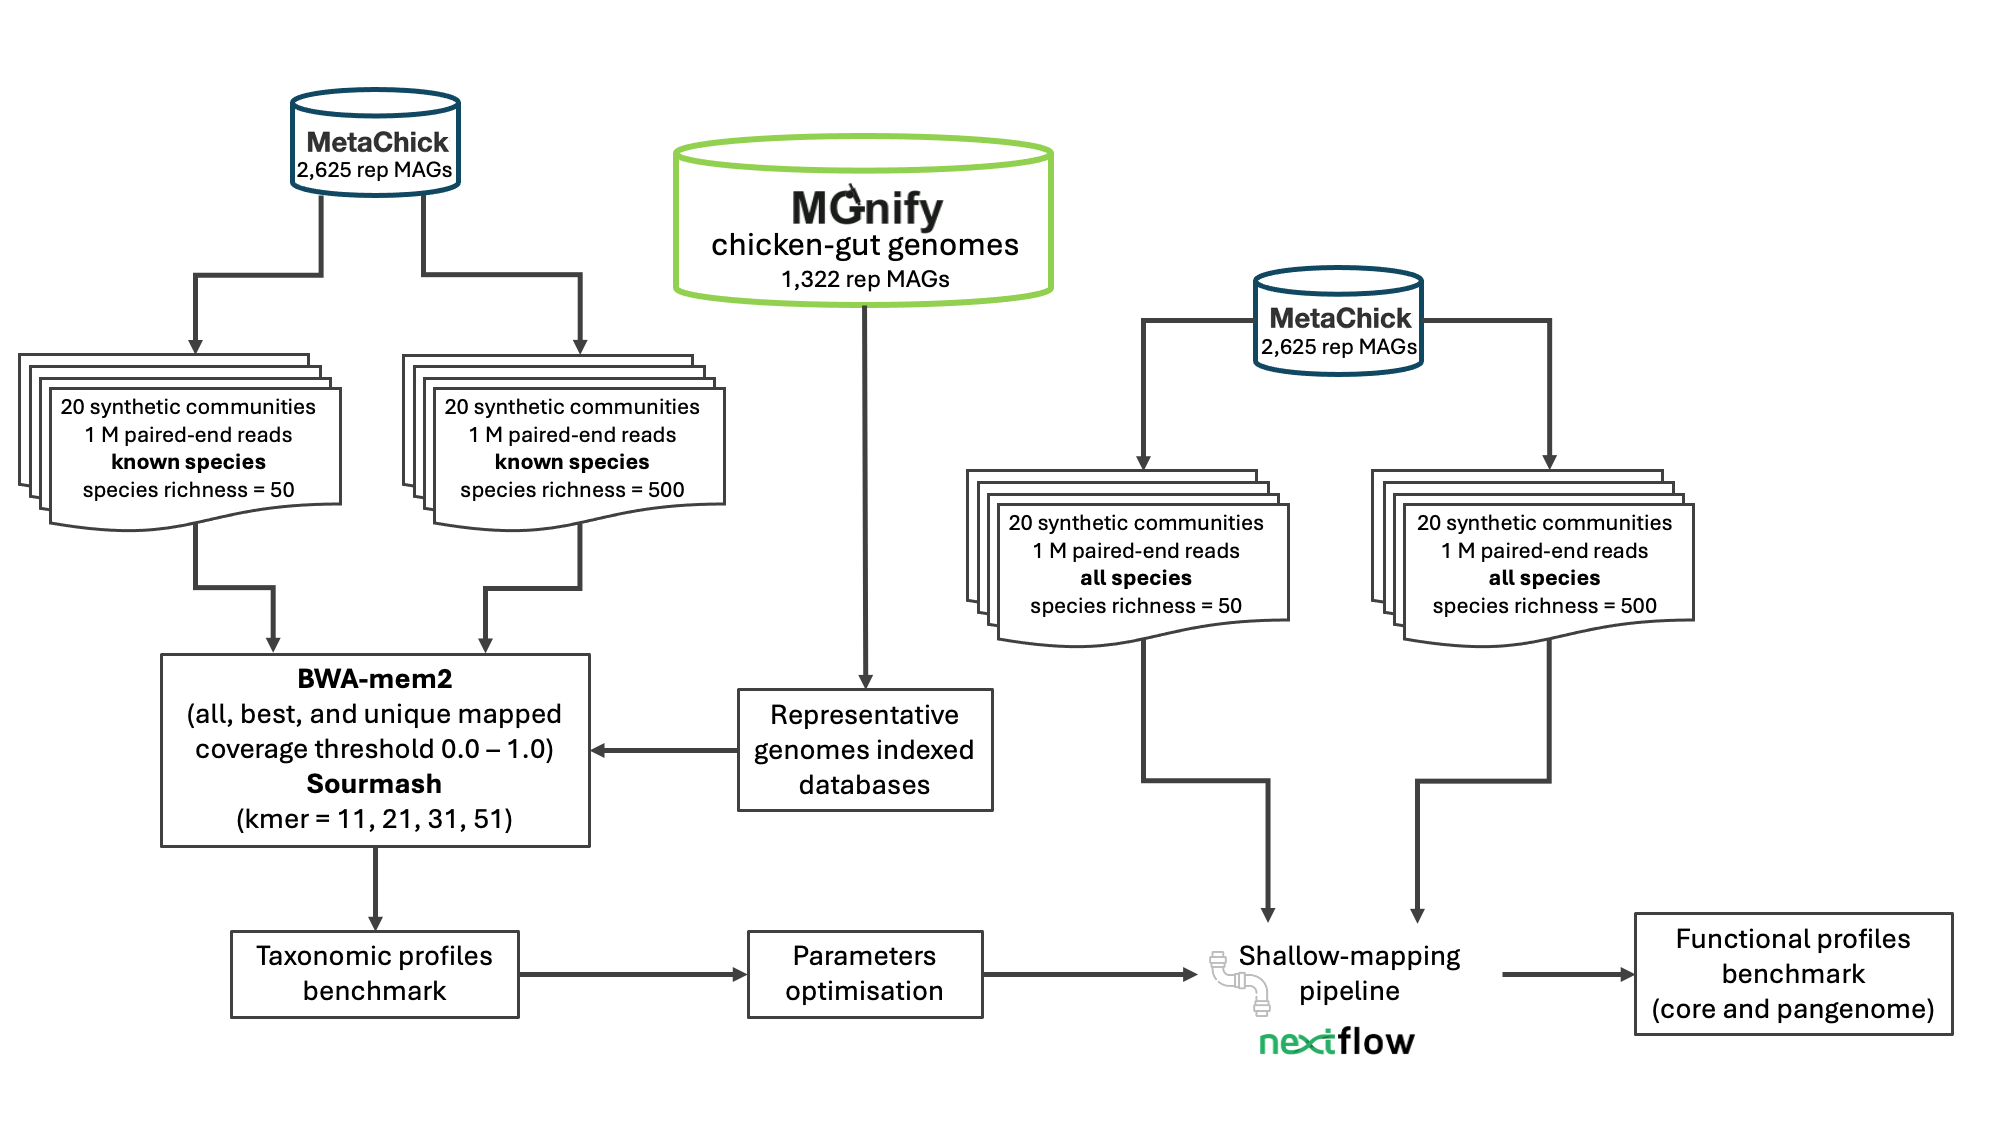 MetaChick
2,625 rep MAGs
MGnify
chicken-gut genomes
1,322 rep MAGs
MetaChick
2,625 rep MAGs
20 synthetic communities
1 M paired-end reads
known species
species richness = 50
20 synthetic communities
1 M paired-end reads
known species
species richness = 500
20 synthetic communities
1 M paired-end reads
all species
species richness = 50
20 synthetic communities
1 M paired-end reads
all species
species richness = 500
BWA-mem2
(all, best, and unique mapped
coverage threshold 0.0 – 1.0)
Sourmash
(kmer = 11, 21, 31, 51)
Representative
genomes indexed
databases
Taxonomic profiles
benchmark
Parameters
optimisation
Shallow-mapping
pipeline
nextflow
Functional profiles
benchmark
(core and pangenome)